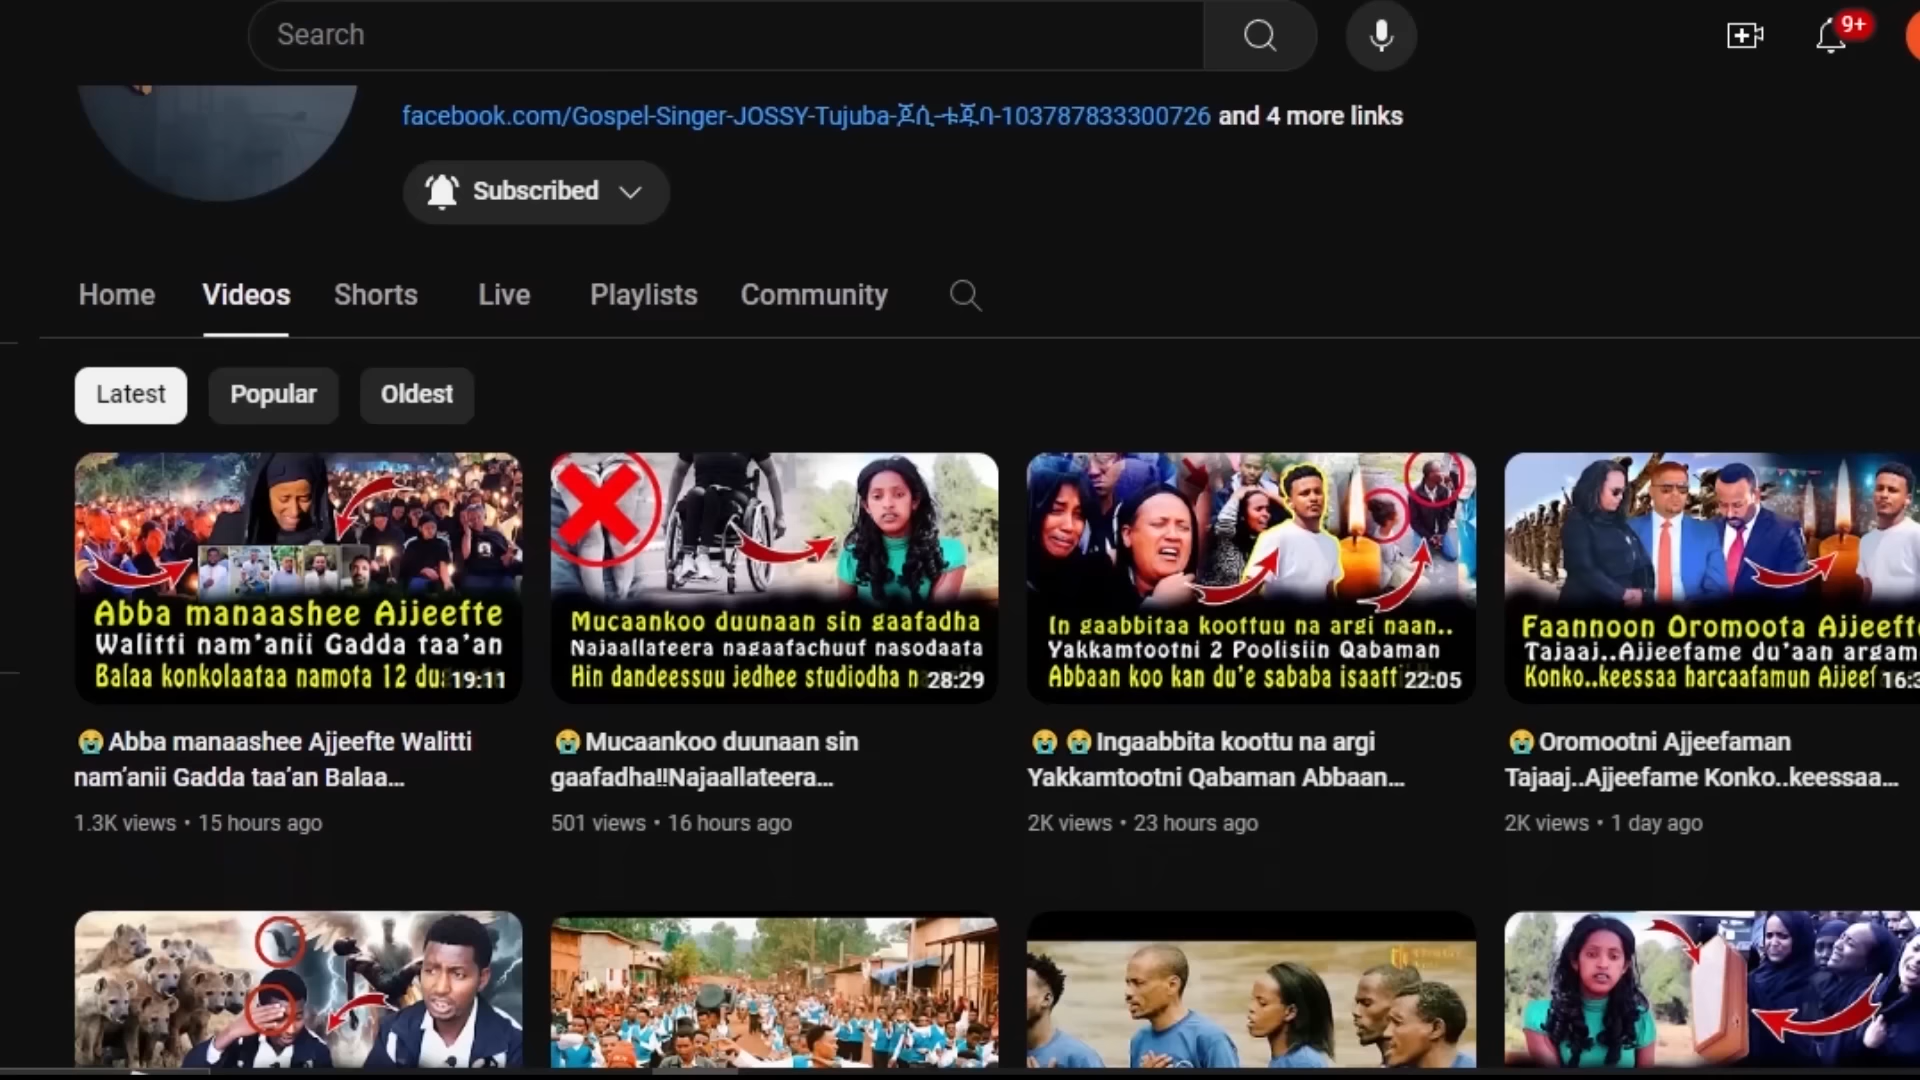 Search
9+
facebook.com/Gospel-Singer-JOSSY-Tujuba-ጆሲ-ቱጁባ-103787833300726 and 4 more links
Subscribed
Home Videos Shorts Live Playlists Community
Latest Popular Oldest
Abba manaashee Ajjeefte
Walitti nam'anii Gadda taa'an
Balaa konkolaataa namota 12 du
19:11
Mucaankoo duunaan sin gaafadha
Najaallateera nagaafachuuf nasodaata
Hin dandeessuu jedhee studiodha
28:29
In gaabbitaa koottuu na argi naan..
Yakkamtootni 2 Poolisiin Qabaman
Abbaan koo kan du'e sababa isaatt
22:05
Faannoon Oromoota Ajjeeft
Tajaaj..Ajjeefame du'aan argam
Konko..keessaa harcaafamun Ajjeef
16:3
😭Abba manaashee Ajjeefte Walitti
nam'anii Gadda taa'an Balaa...
1.3K views • 15 hours ago
😭Mucaankoo duunaan sin
gaafadha!!Najaallateera...
501 views • 16 hours ago
😭 😭Ingaabbita koottu na argi
Yakkamtootni Qabaman Abbaan...
2K views • 23 hours ago
😭Oromootni Ajjeefaman
Tajaaj..Ajjeefame Konko..keessaa...
2K views • 1 day ago